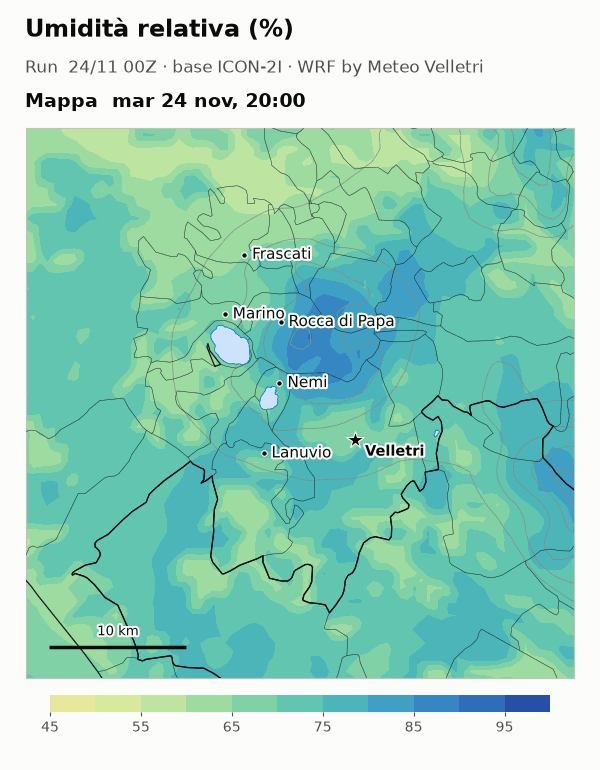 Umidità relativa (%)
Run  24/11 00Z · base ICON-2I · WRF by Meteo Velletri
Mappa  mar 24 nov, 20:00
Frascati
Marino
Rocca di Papa
Nemi
Velletri
Lanuvio
10 km
45 55 65 75 85 95